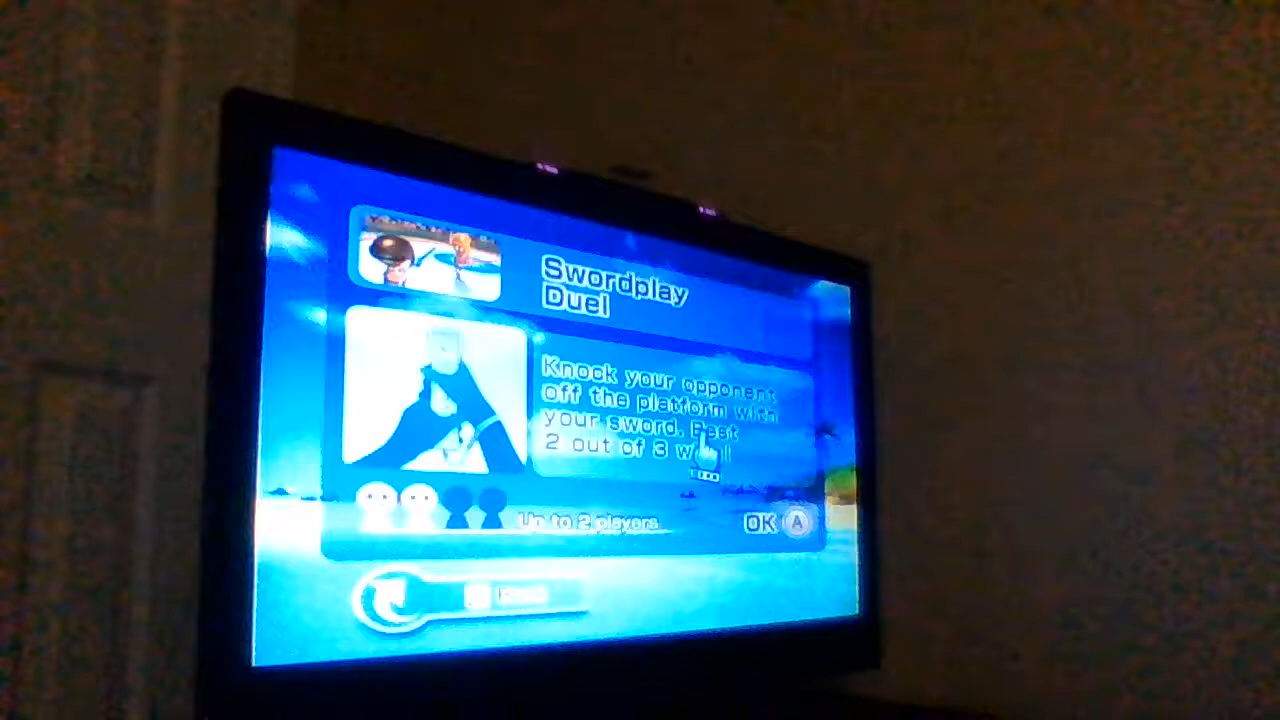 Swordplay
Duel
Knock your opponent
off the platform with
your sword. Best
2 out of 3
Up to 2 players
OK A